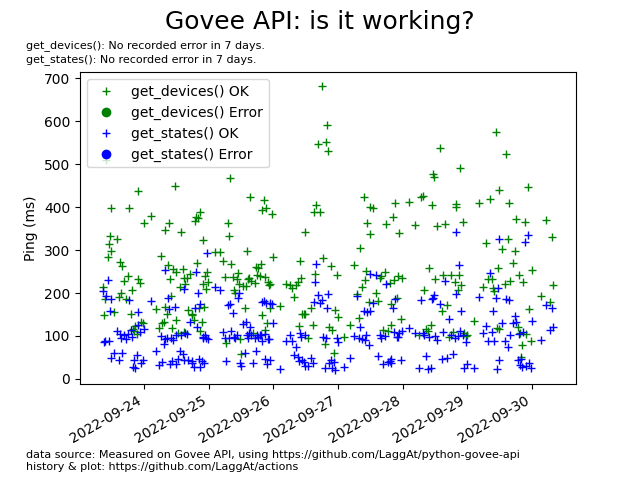 Govee API: is it working?
get_devices(): No recorded error in 7 days.
get_states(): No recorded error in 7 days.
get_devices() OK
get_devices() Error
get_states() OK
get_states() Error
Ping (ms)
700
600
500
400
300
200
100
0
2022-09-24
2022-09-25
2022-09-26
2022-09-27
2022-09-28
2022-09-29
2022-09-30
data source: Measured on Govee API, using https://github.com/LaggAt/python-govee-api
history & plot: https://github.com/LaggAt/actions